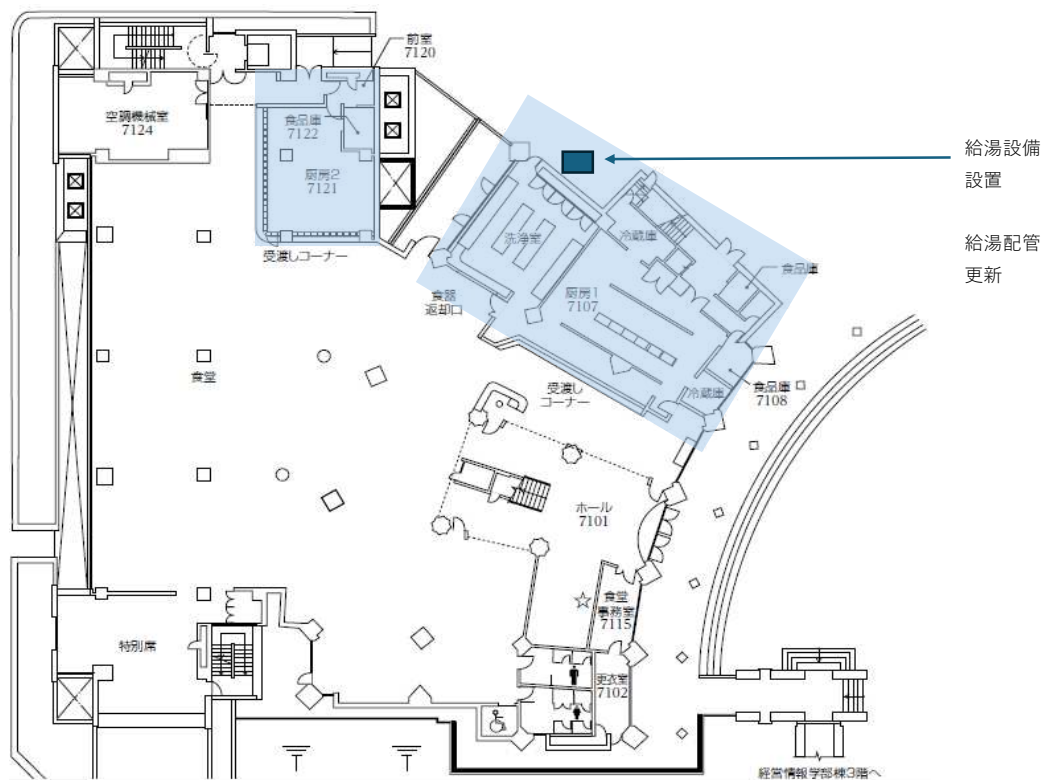 前室
7120
空調機械室
7124
食品庫
7122
厨房2
7121
受渡しコーナー
給湯設備
設置
給湯配管
更新
洗浄室
冷蔵庫
食品庫
厨房1
7107
食器
返却口
食堂
受渡し
コーナー
冷蔵庫
食品庫
7108
ホール
7101
食堂
事務室
7115
特別席
更衣室
7102
経営情報学部棟3階へ